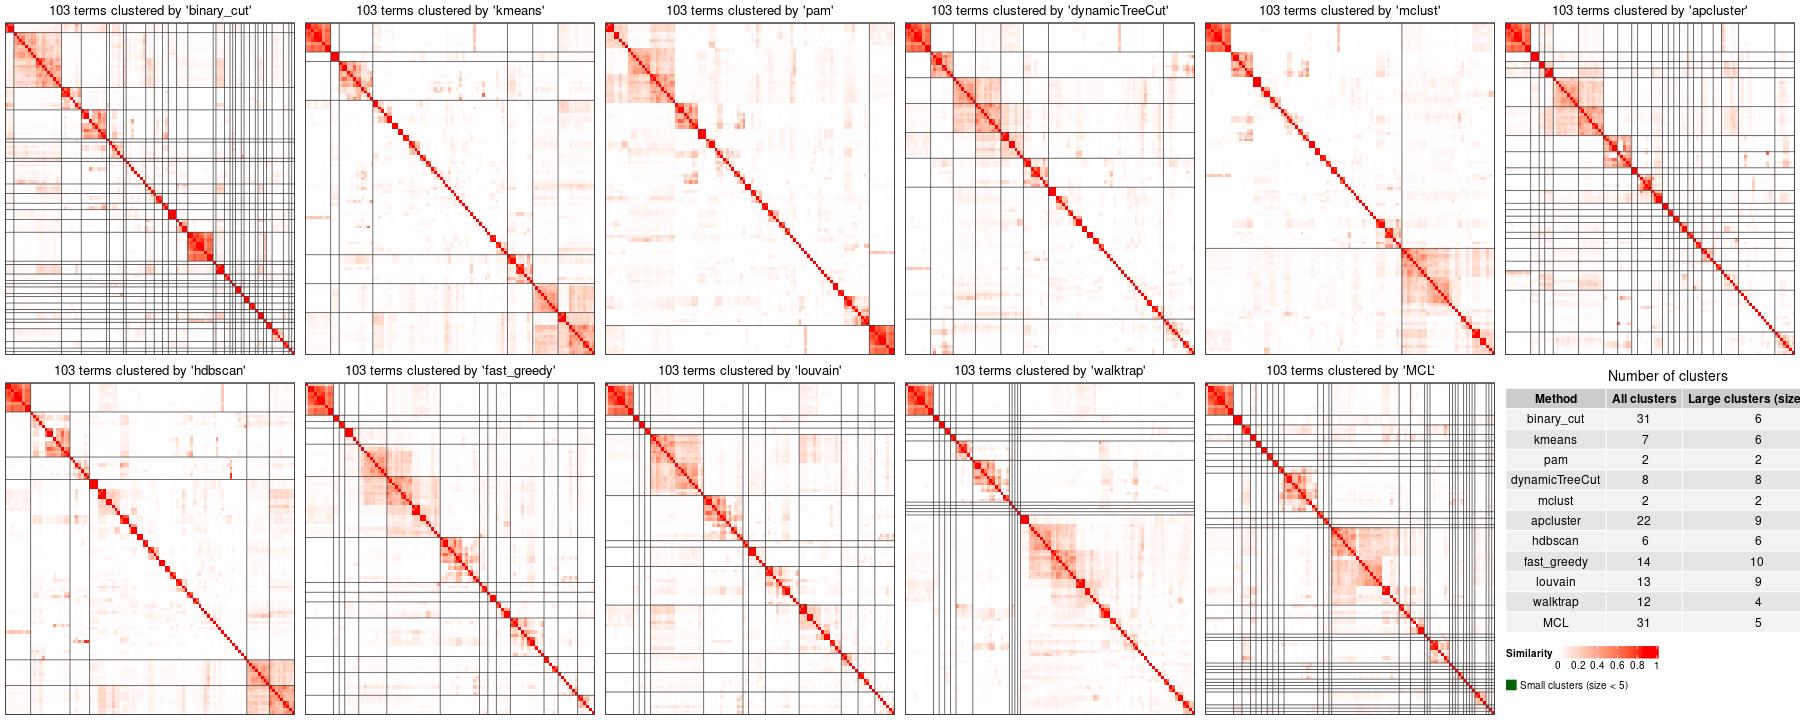 103 terms clustered by 'binary_cut'
103 terms clustered by 'kmeans'
103 terms clustered by 'pam'
103 terms clustered by 'dynamicTreeCut'
103 terms clustered by 'mclust'
103 terms clustered by 'apcluster'
103 terms clustered by 'hdbscan'
103 terms clustered by 'fast_greedy'
103 terms clustered by 'louvain'
103 terms clustered by 'walktrap'
103 terms clustered by 'MCL'
Number of clusters
Method All clusters Large clusters (size
binary_cut 31 6
kmeans 7 6
pam 2 2
dynamicTreeCut 8 8
mclust 2 2
apcluster 22 9
hdbscan 6 6
fast_greedy 14 10
louvain 13 9
walktrap 12 4
MCL 31 5
Similarity
0 0.2 0.4 0.6 0.8 1
Small clusters (size < 5)